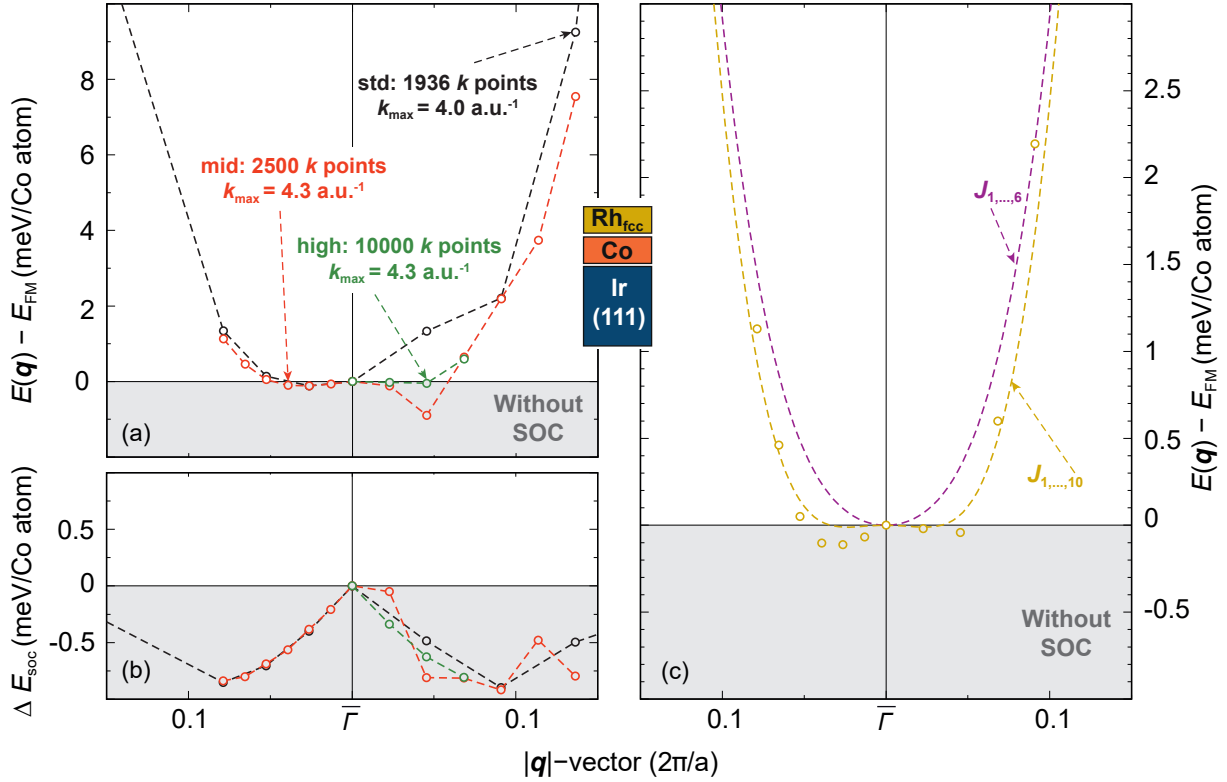 E(q) − E_FM (meV/Co atom)
8
6
4
2
0
std: 1936 k points
k_max = 4.0 a.u.⁻¹
mid: 2500 k points
k_max = 4.3 a.u.⁻¹
high: 10000 k points
k_max = 4.3 a.u.⁻¹
Without
SOC
(a)
Rh_fcc
Co
Ir
(111)
Δ E_soc (meV/Co atom)
0.5
0
-0.5
(b)
0.1
Γ̅
0.1
J_1,...,6
J_1,...,10
2.5
2
1.5
1
0.5
0
-0.5
E(q) − E_FM (meV/Co atom)
Without
SOC
(c)
0.1
Γ̅
0.1
|q|−vector (2π/a)